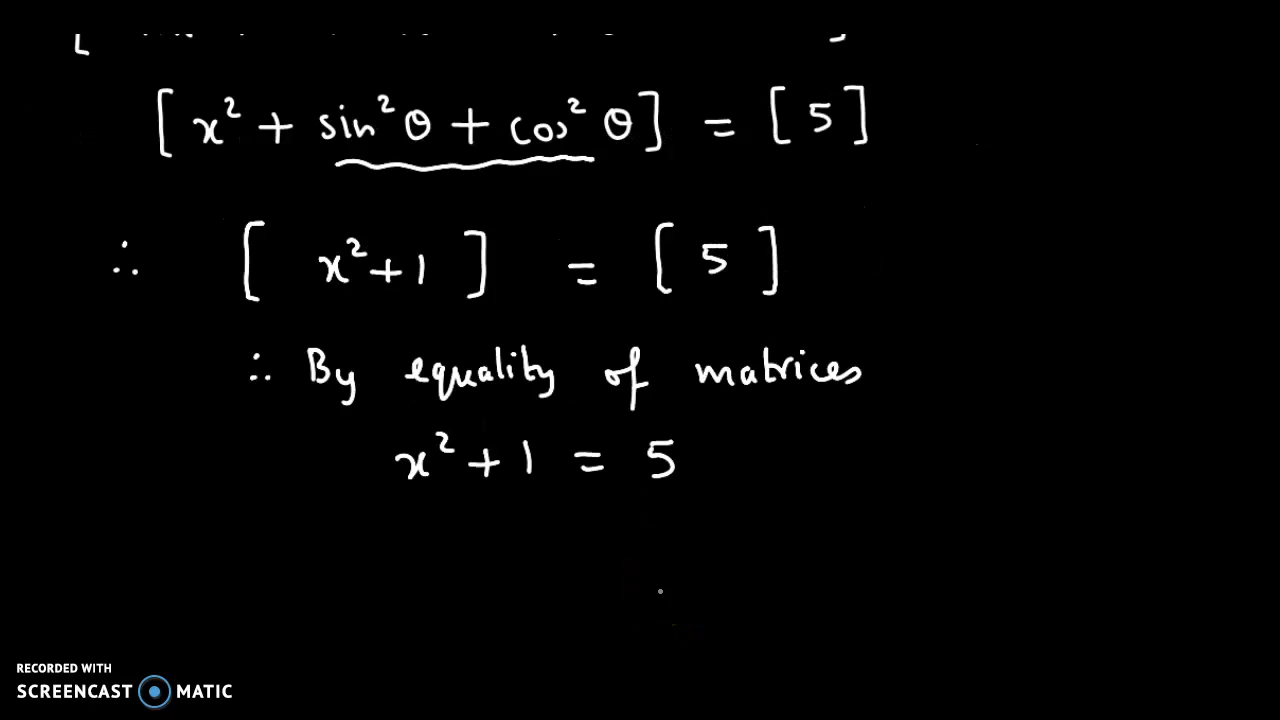 [x² + sin²θ + cos²θ] = [5]
∴ [x²+1] = [5]
∴ By equality of matrices
x² + 1 = 5
RECORDED WITH
SCREENCAST MATIC